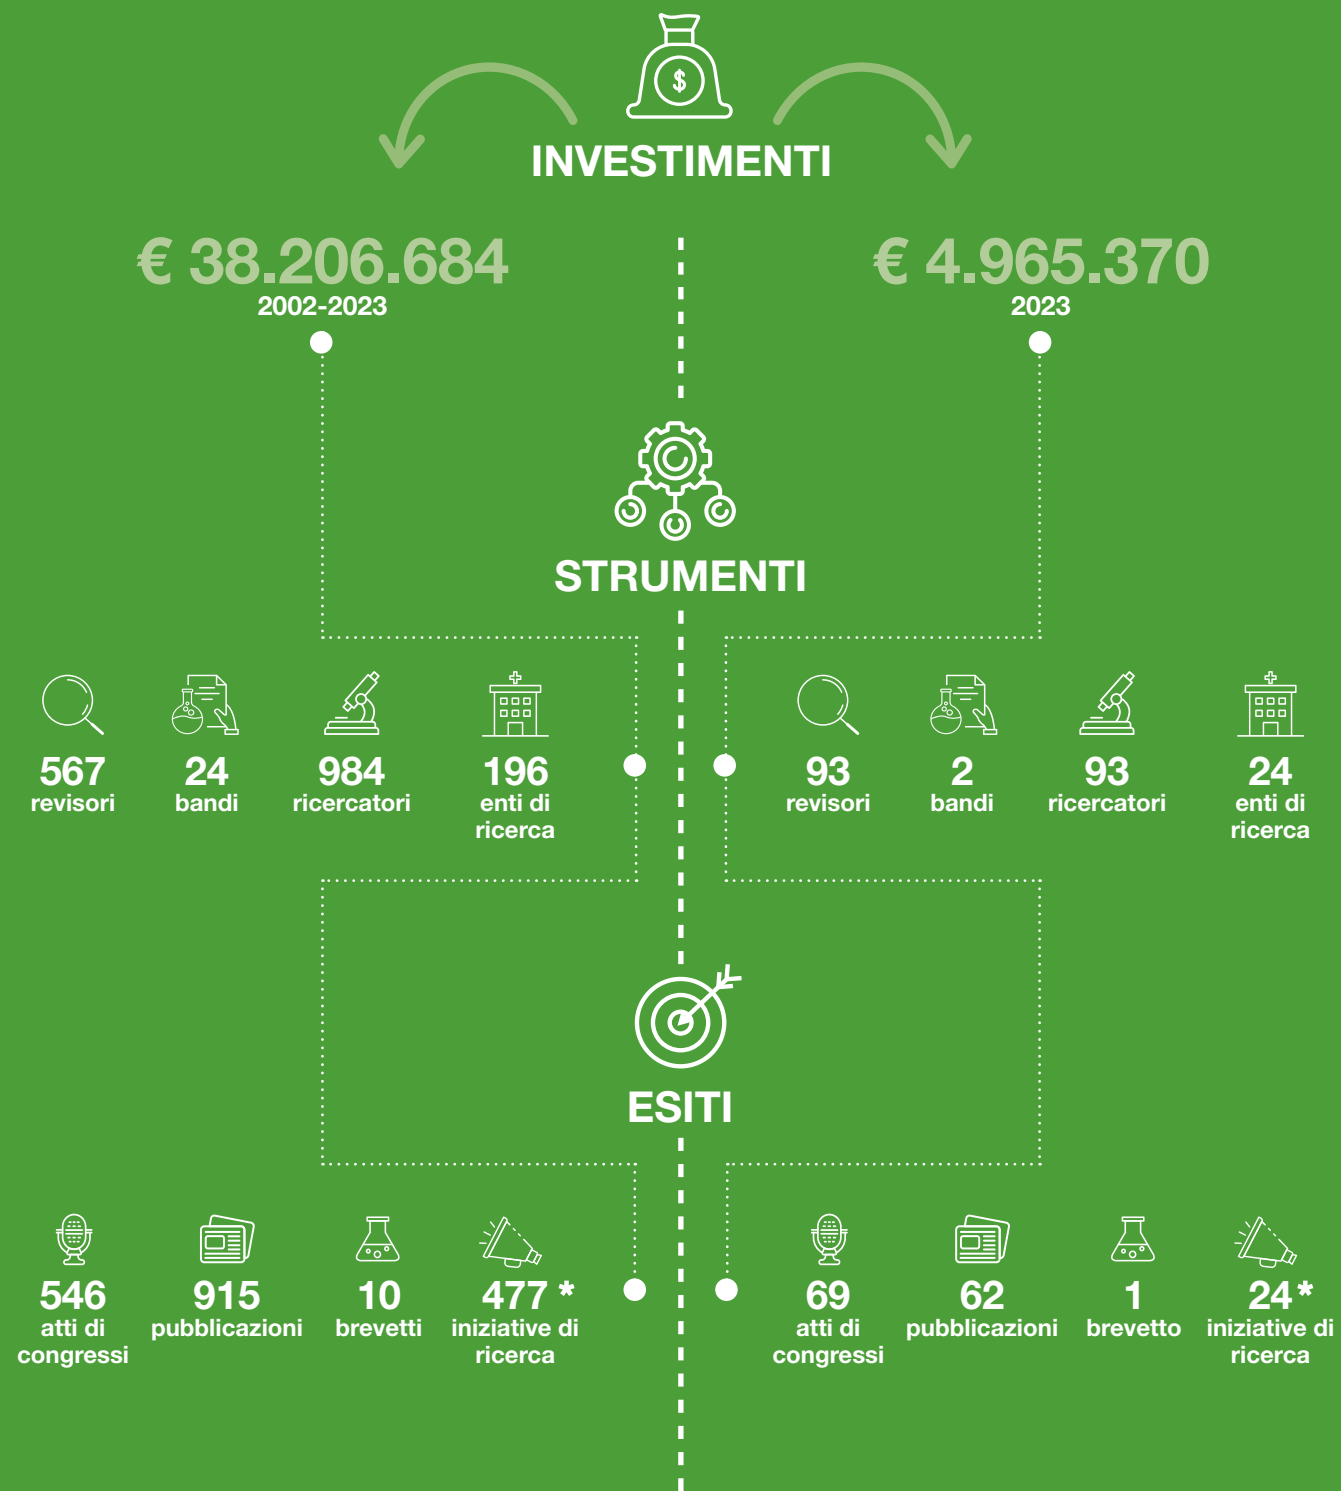 $
INVESTIMENTI
€ 38.206.684
2002-2023
€ 4.965.370
2023
STRUMENTI
567
revisori
24
bandi
984
ricercatori
196
enti di
ricerca
93
revisori
2
bandi
93
ricercatori
24
enti di
ricerca
ESITI
546
atti di
congressi
915
pubblicazioni
10
brevetti
477 *
iniziative di
ricerca
69
atti di
congressi
62
pubblicazioni
1
brevetto
24*
iniziative di
ricerca